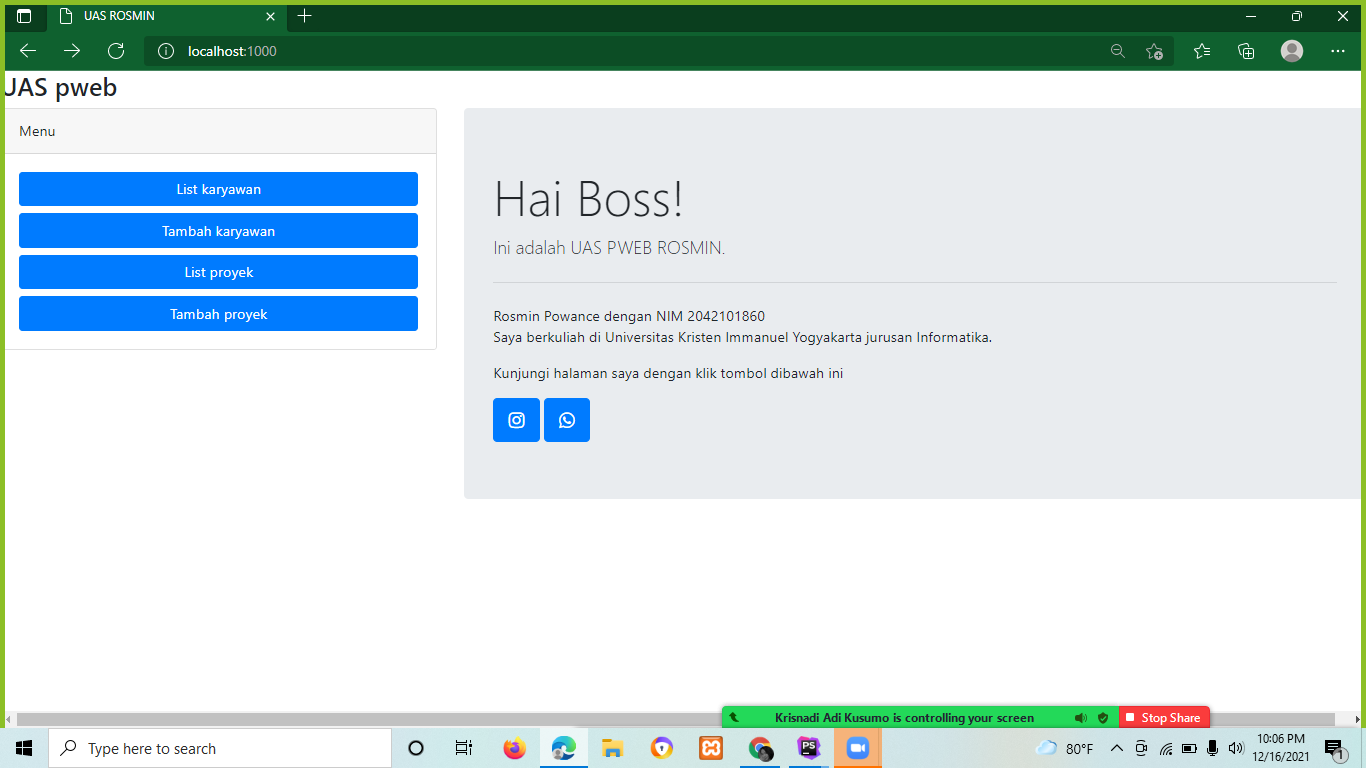 UAS ROSMIN
localhost:1000
UAS pweb
Menu
List karyawan
Tambah karyawan
List proyek
Tambah proyek
Hai Boss!
Ini adalah UAS PWEB ROSMIN.
Rosmin Powance dengan NIM 2042101860
Saya berkuliah di Universitas Kristen Immanuel Yogyakarta jurusan Informatika.
Kunjungi halaman saya dengan klik tombol dibawah ini
Krisnadi Adi Kusumo is controlling your screen
Stop Share
Type here to search
PS
80°F
10:06 PM
12/16/2021
1